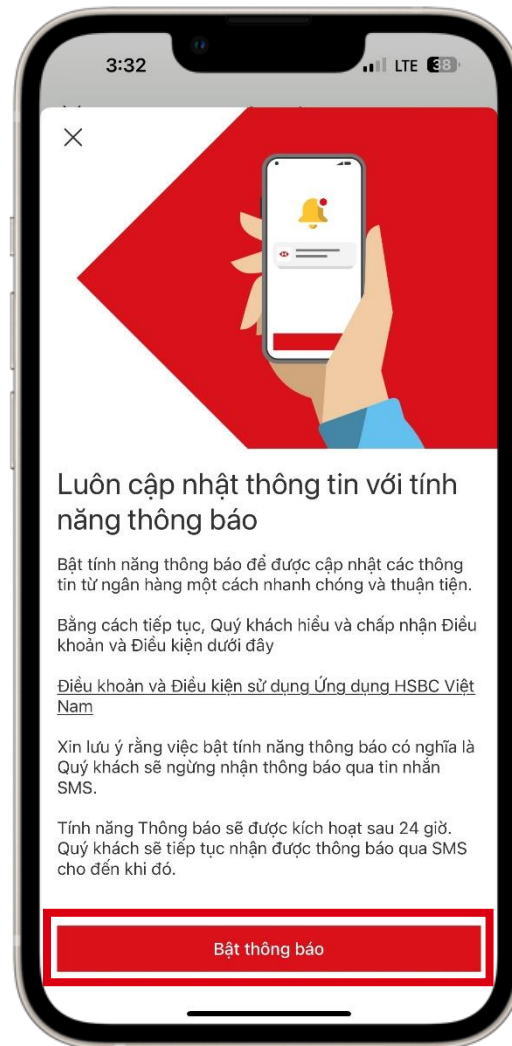 3:32
LTE 38
Luôn cập nhật thông tin với tính
năng thông báo
Bật tính năng thông báo để được cập nhật các thông
tin từ ngân hàng một cách nhanh chóng và thuận tiện.
Bằng cách tiếp tục, Quý khách hiểu và chấp nhận Điều
khoản và Điều kiện dưới đây
Điều khoản và Điều kiện sử dụng Ứng dụng HSBC Việt
Nam
Xin lưu ý rằng việc bật tính năng thông báo có nghĩa là
Quý khách sẽ ngừng nhận thông báo qua tin nhắn
SMS.
Tính năng Thông báo sẽ được kích hoạt sau 24 giờ.
Quý khách sẽ tiếp tục nhận được thông báo qua SMS
cho đến khi đó.
Bật thông báo